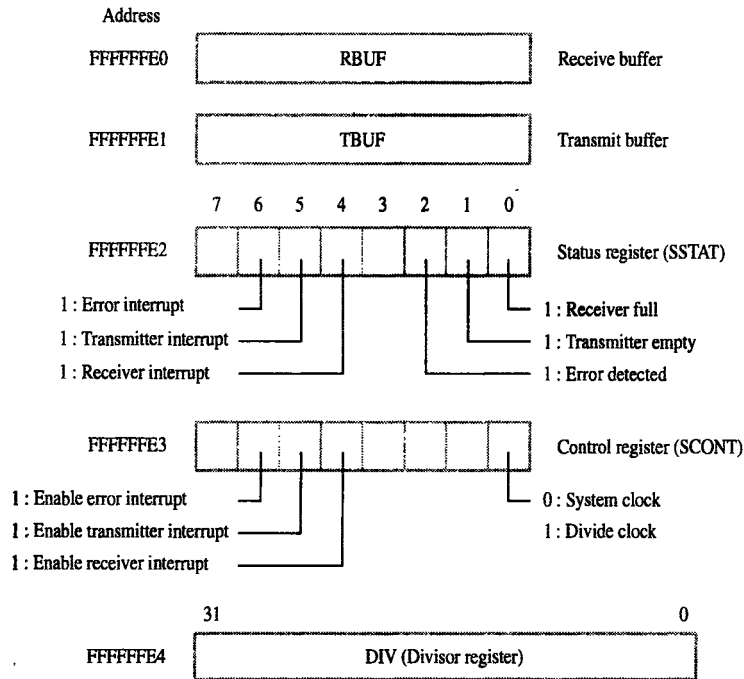 Address
FFFFFFE0 RBUF Receive buffer
FFFFFFE1 TBUF Transmit buffer
7 6 5 4 3 2 1 0
FFFFFFE2 Status register (SSTAT)
1 : Error interrupt 1 : Receiver full
1 : Transmitter interrupt 1 : Transmitter empty
1 : Receiver interrupt 1 : Error detected
FFFFFFE3 Control register (SCONT)
1 : Enable error interrupt 0 : System clock
1 : Enable transmitter interrupt 1 : Divide clock
1 : Enable receiver interrupt
31 0
FFFFFFE4 DIV (Divisor register)